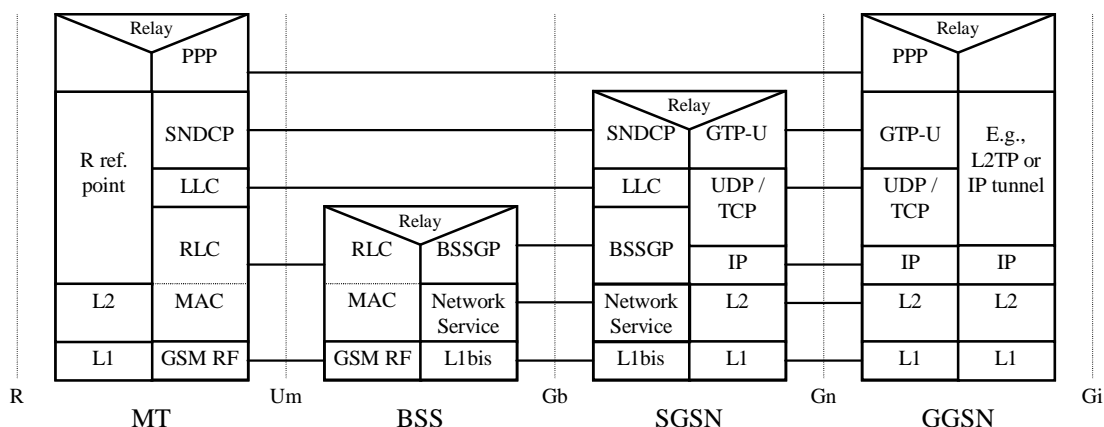 Relay
PPP
R ref.
point
SNDCP
LLC
RLC
L2
MAC
L1
GSM RF
Relay
RLC
BSSGP
MAC
Network
Service
GSM RF
L1bis
Relay
SNDCP
GTP-U
LLC
UDP /
TCP
BSSGP
IP
Network
Service
L2
L1bis
L1
Relay
PPP
GTP-U
E.g.,
L2TP or
IP tunnel
UDP /
TCP
IP
IP
L2
L2
L1
L1
R
Um
Gb
Gn
Gi
MT
BSS
SGSN
GGSN